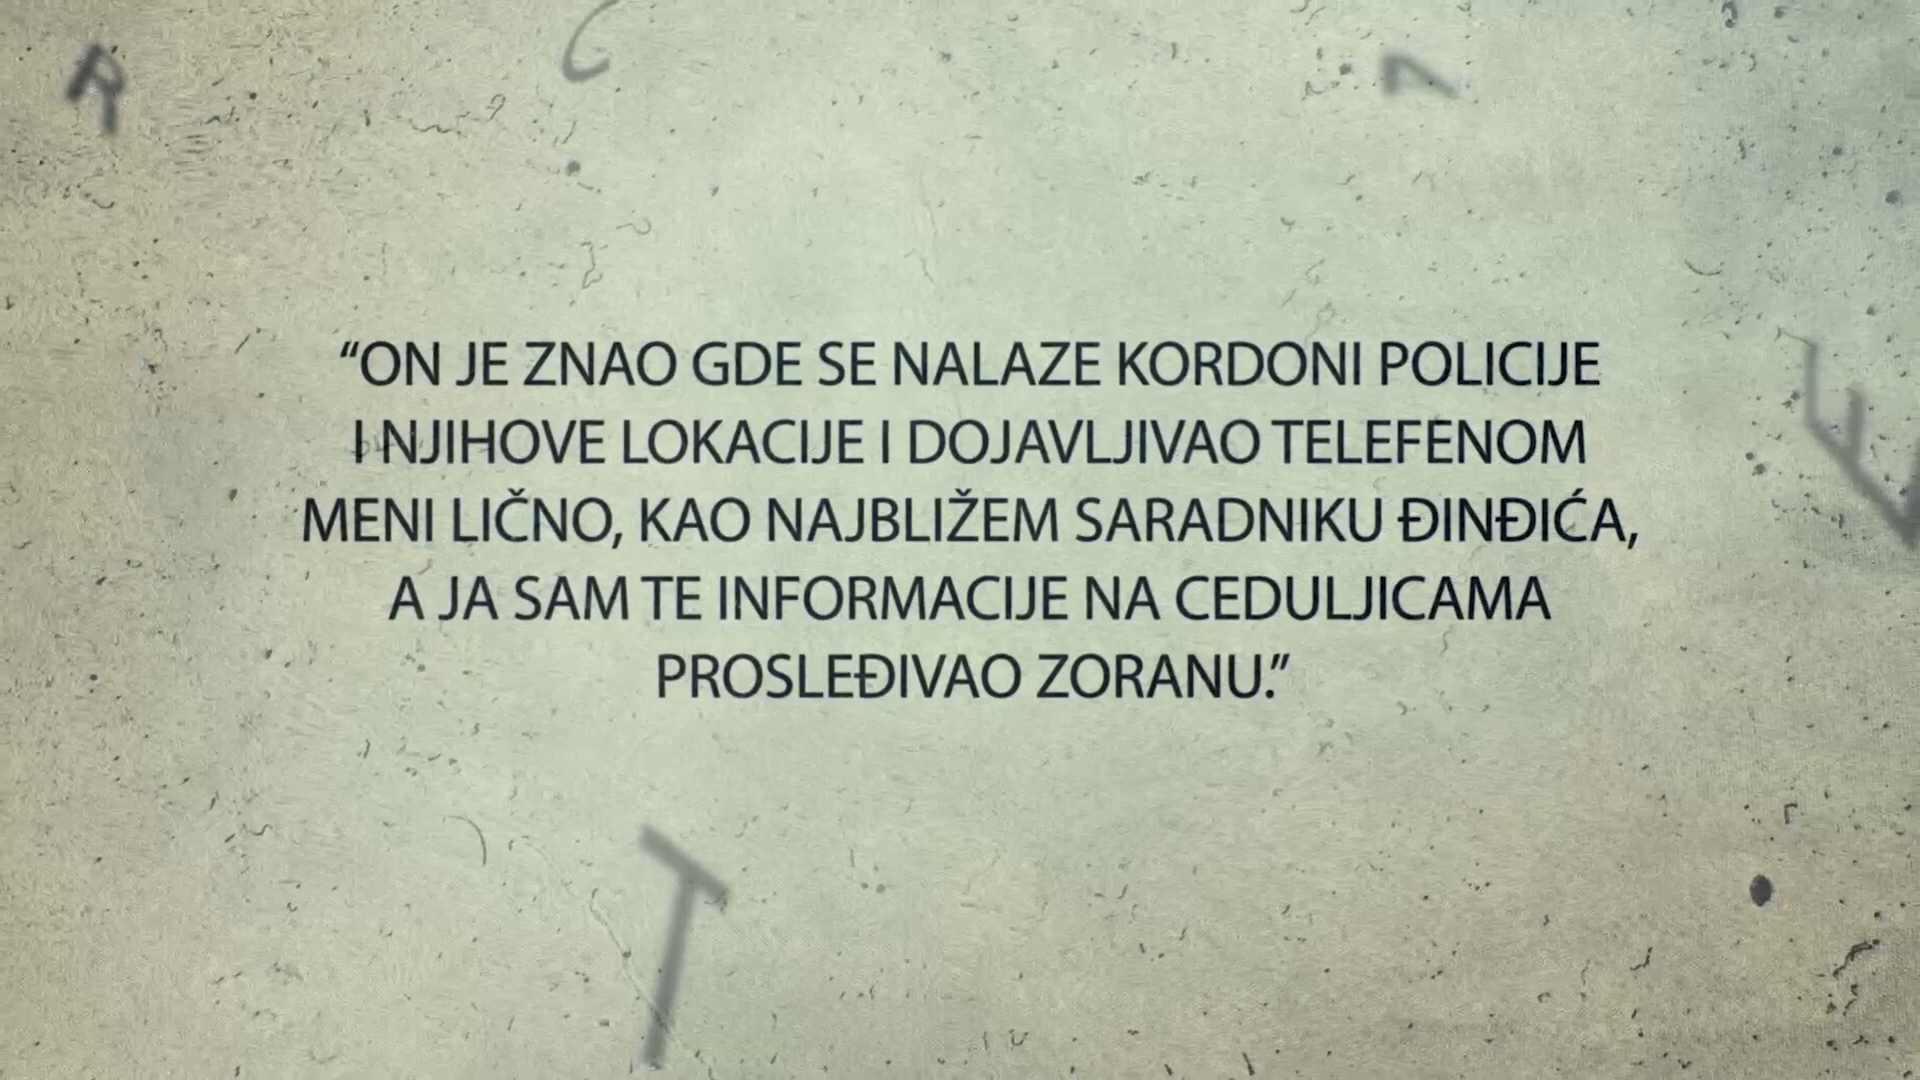 “ON JE ZNAO GDE SE NALAZE KORDONI POLICIJE
I NJIHOVE LOKACIJE I DOJAVLJIVAO TELEFENOM
MENI LIČNO, KAO NAJBLIŽEM SARADNIKU ĐINĐIĆA,
A JA SAM TE INFORMACIJE NA CEDULJICAMA
PROSLEĐIVAO ZORANU.”